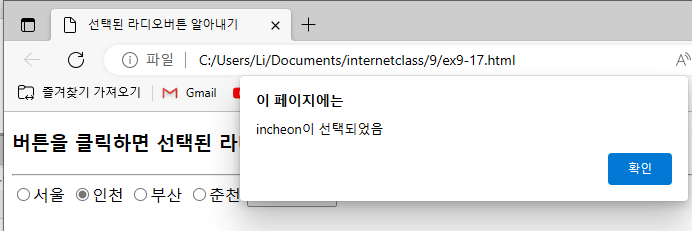 선택된 라디오버튼 알아내기
파일 C:/Users/Li/Documents/internetclass/9/ex9-17.html
즐겨찾기 가져오기 Gmail
이 페이지에는
incheon이 선택되었음
확인
버튼을 클릭하면 선택된
서울 인천 부산 춘천